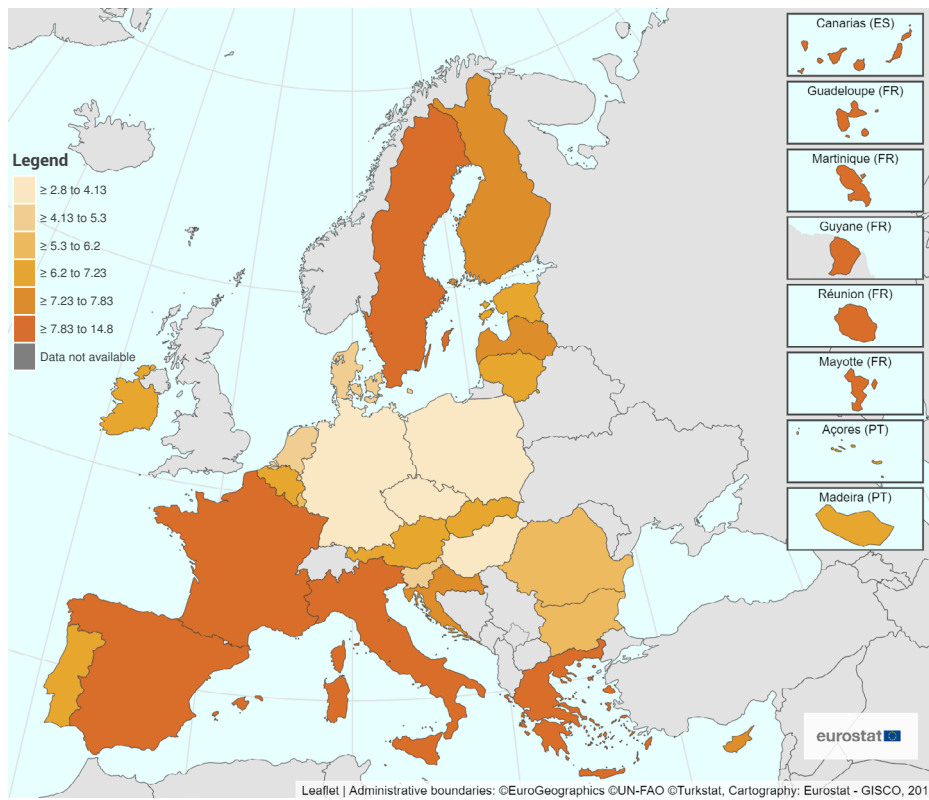 Canarias (ES)
Guadeloupe (FR)
Martinique (FR)
Guyane (FR)
Réunion (FR)
Mayotte (FR)
Açores (PT)
Madeira (PT)
Legend
≥ 2.8 to 4.13
≥ 4.13 to 5.3
≥ 5.3 to 6.2
≥ 6.2 to 7.23
≥ 7.23 to 7.83
≥ 7.83 to 14.8
Data not available
eurostat
Leaflet | Administrative boundaries: ©EuroGeographics ©UN-FAO ©Turkstat, Cartography: Eurostat - GISCO, 201